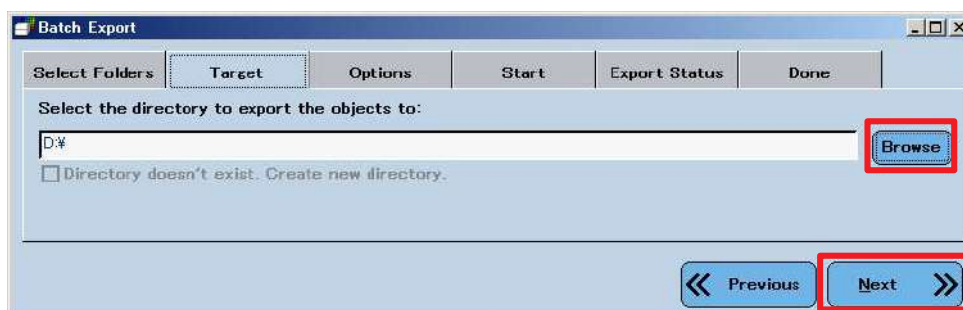 Batch Export
Select Folders Target Options Start Export Status Done
Select the directory to export the objects to:
D:¥ Browse
Directory doesn't exist. Create new directory.
Previous Next